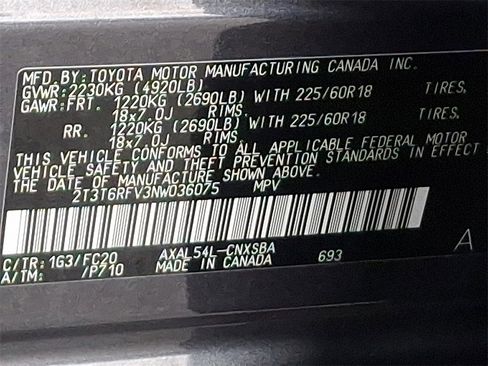 MFD.BY:TOYOTA MOTOR MANUFACTURING CANADA INC.
GVWR:2230KG (4920LB)
GAWR:FRT. 1220KG (2690LB) WITH 225/60R18 TIRES,
18x7.0J RIMS.
RR. 1220KG (2690LB) WITH 225/60R18 TIRES,
18x7.0J RIMS.
THIS VEHICLE CONFORMS TO ALL APPLICABLE FEDERAL MOTOR
VEHICLE SAFETY AND THEFT PREVENTION STANDARDS IN EFFECT
ON THE DATE OF MANUFACTURE SHOWN ABOVE.
2T3T6RFV3NW036075 MPV
C/TR:1G3/FC20 AXAL54L-CNXSBA
A/TM: /P710 MADE IN CANADA 693 A